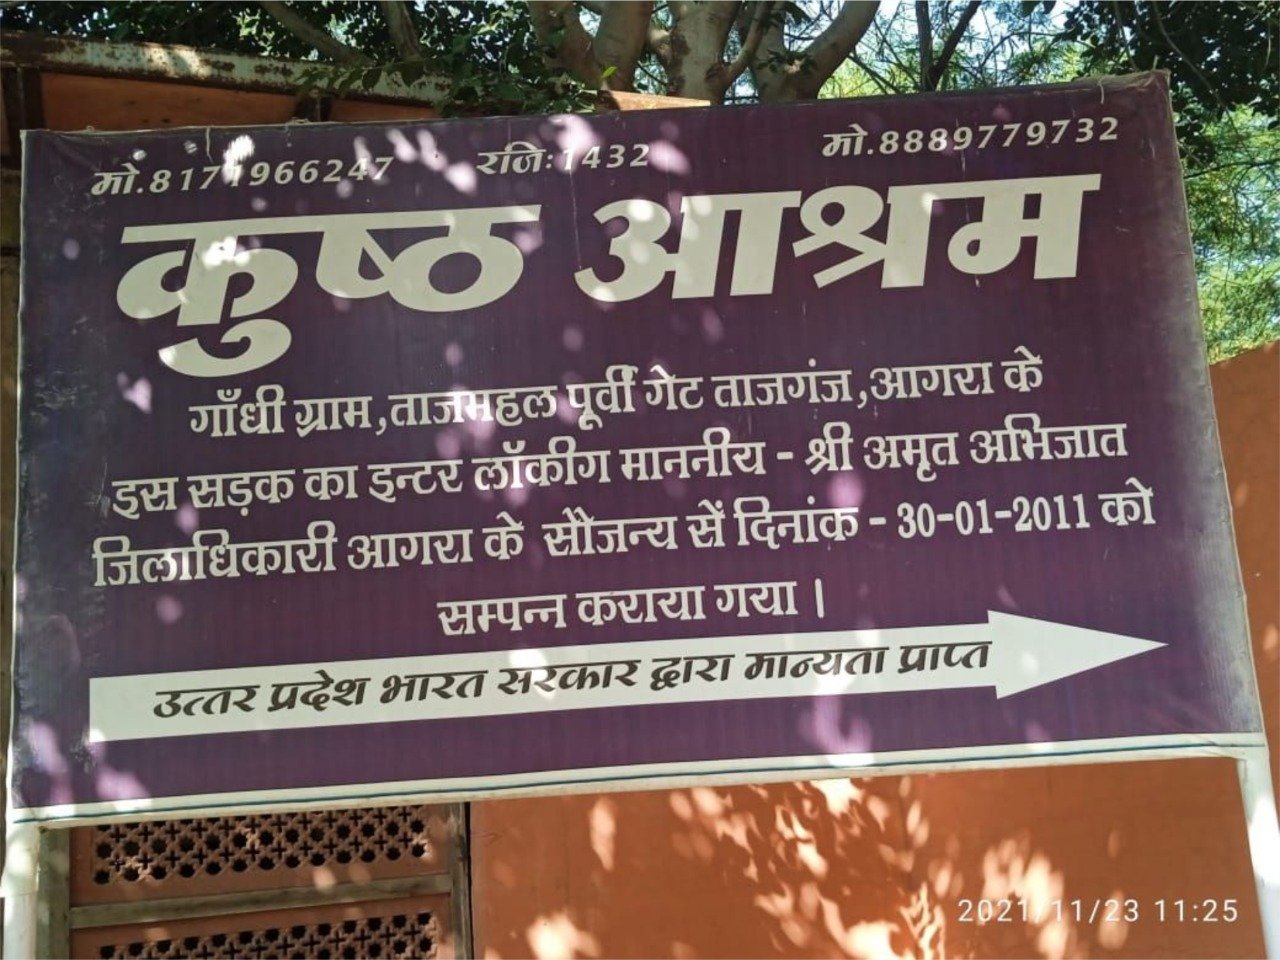 मो.8171966247 रजि:1432 मो.8889779732
कुष्ठ आश्रम
गाँधी ग्राम,ताजमहल पूर्वी गेट ताजगंज,आगरा के
इस सड़क का इन्टर लॉकीग माननीय - श्री अमृत अभिजात
जिलाधिकारी आगरा के सौजन्य सें दिनांक - 30-01-2011 को
सम्पन्न कराया गया ।
उत्तर प्रदेश भारत सरकार द्वारा मान्यता प्राप्त
2021/11/23 11:25